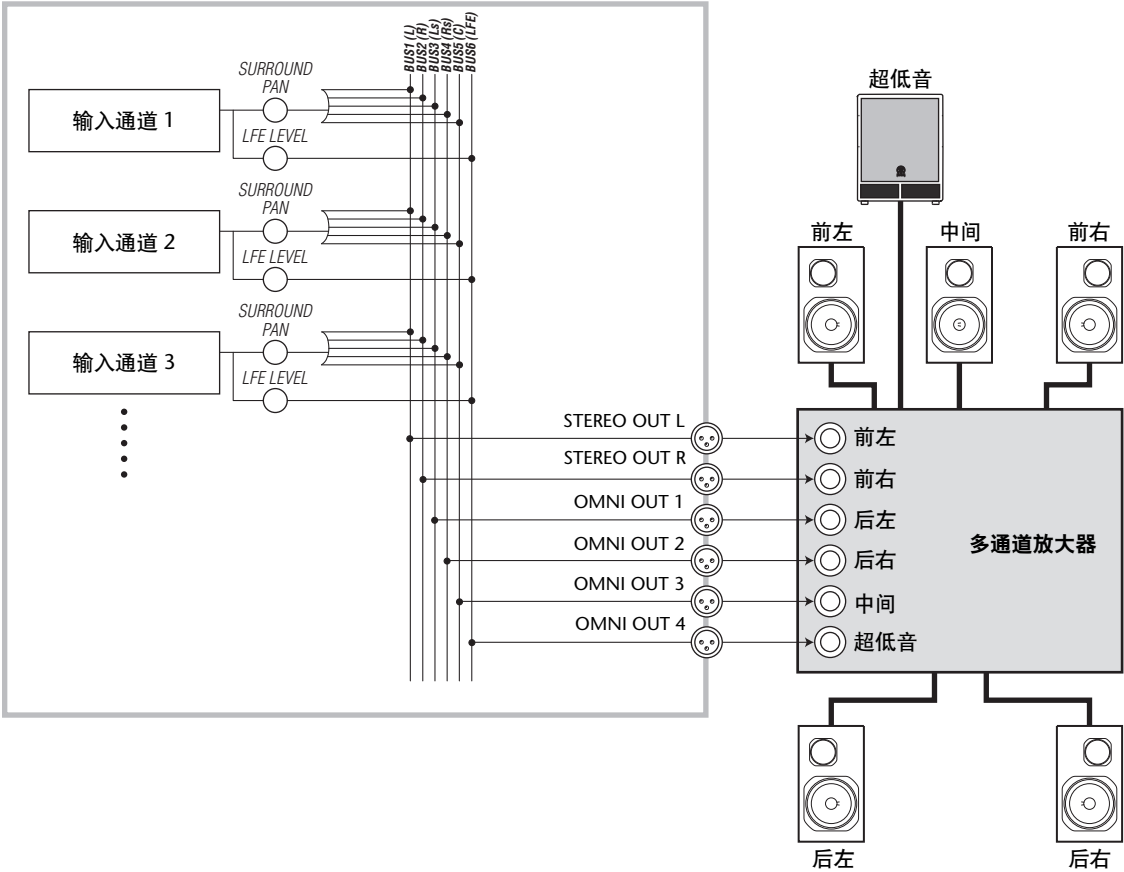 BUS1 (L)
BUS2 (R)
BUS3 (Ls)
BUS4 (Rs)
BUS5 (C)
BUS6 (LFE)
SURROUND
PAN
输入通道 1
LFE LEVEL
SURROUND
PAN
输入通道 2
LFE LEVEL
SURROUND
PAN
输入通道 3
LFE LEVEL
STEREO OUT L
STEREO OUT R
OMNI OUT 1
OMNI OUT 2
OMNI OUT 3
OMNI OUT 4
超低音
前左
中间
前右
前左
前右
后左
后右
中间
超低音
多通道放大器
后左
后右